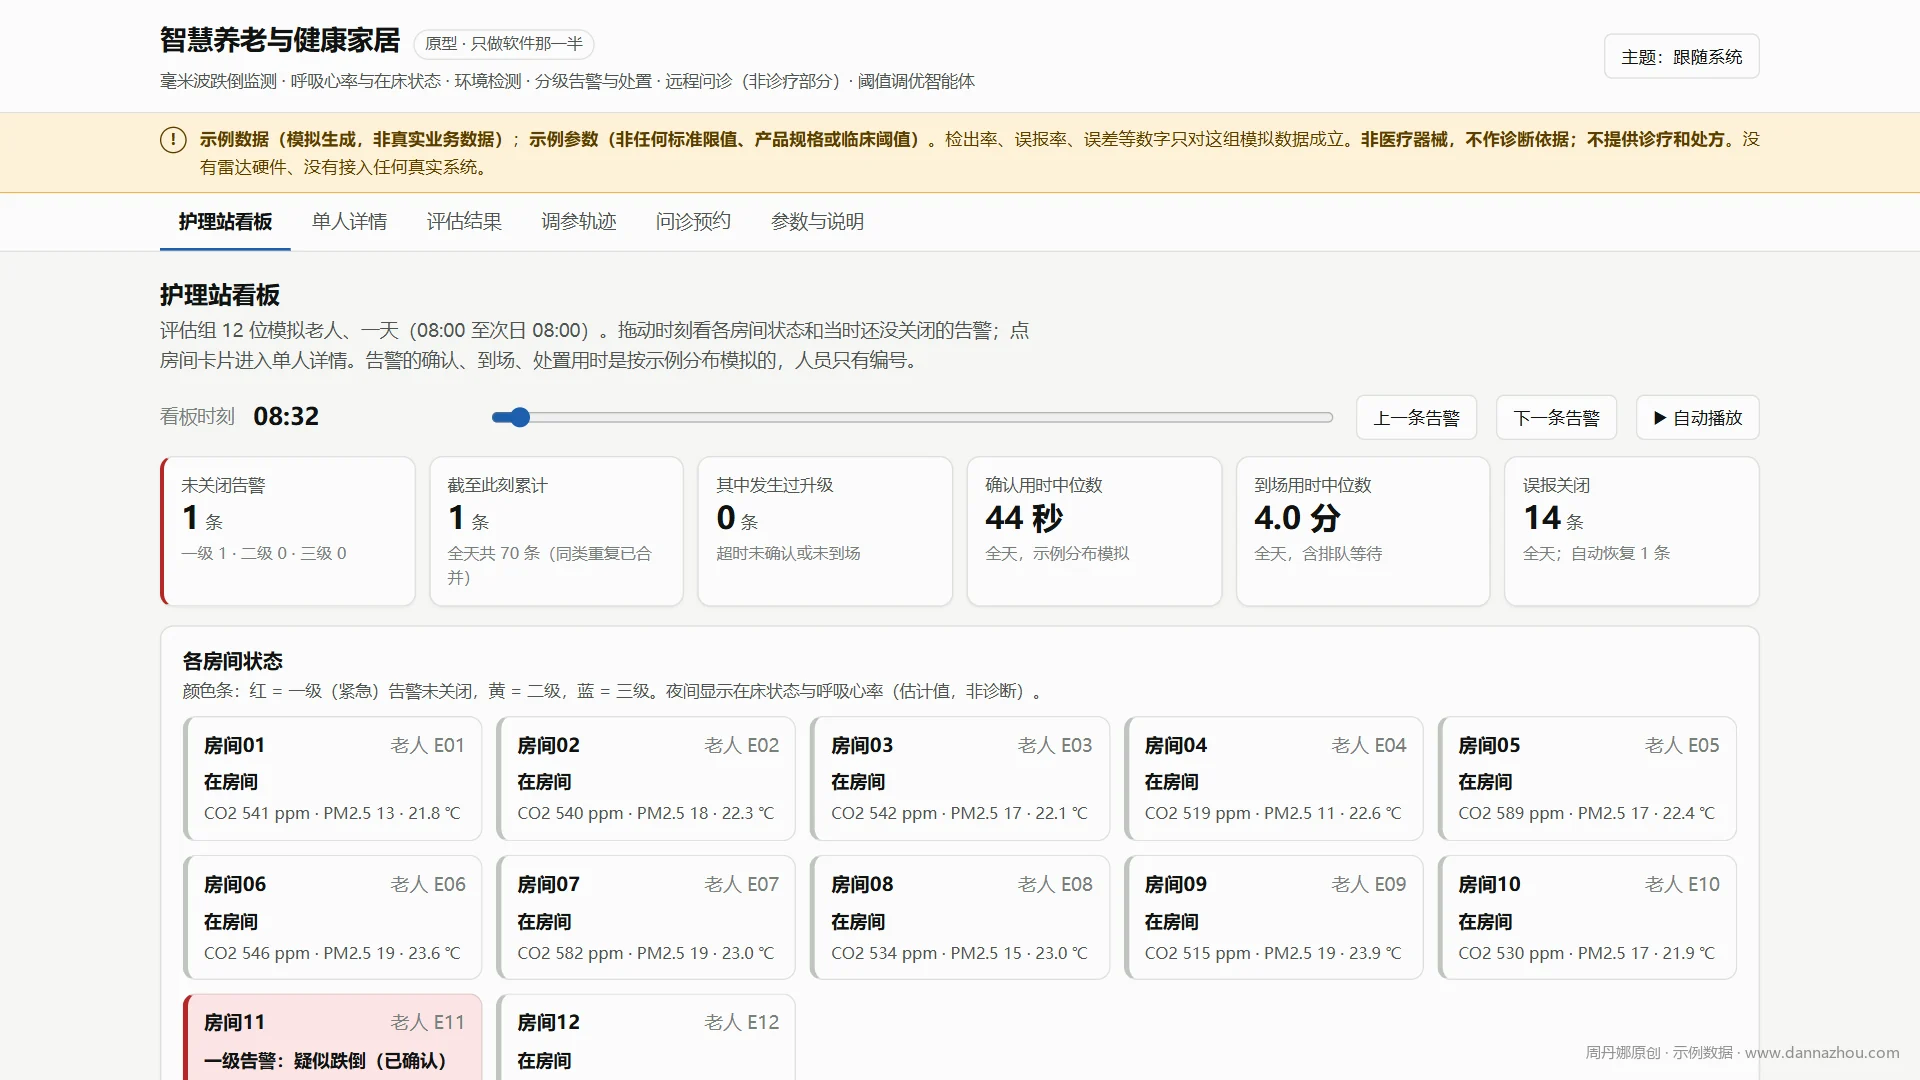 智慧养老与健康家居 原型 · 只做软件那一半
毫米波跌倒监测 · 呼吸心率与在床状态 · 环境检测 · 分级告警与处置 · 远程问诊（非诊疗部分）· 阈值调优智能体
主题：跟随系统
示例数据（模拟生成，非真实业务数据）；示例参数（非任何标准限值、产品规格或临床阈值）。检出率、误报率、误差等数字只对这组模拟数据成立。非医疗器械，不作诊断依据；不提供诊疗和处方。没
有雷达硬件、没有接入任何真实系统。
护理站看板 单人详情 评估结果 调参轨迹 问诊预约 参数与说明
护理站看板
评估组 12 位模拟老人、一天（08:00 至次日 08:00）。拖动时刻看各房间状态和当时还没关闭的告警；点
房间卡片进入单人详情。告警的确认、到场、处置用时是按示例分布模拟的，人员只有编号。
看板时刻 08:32 上一条告警 下一条告警 ▶ 自动播放
未关闭告警
1 条
一级 1 · 二级 0 · 三级 0
截至此刻累计
1 条
全天共 70 条（同类重复已合
并）
其中发生过升级
0 条
超时未确认或未到场
确认用时中位数
44 秒
全天，示例分布模拟
到场用时中位数
4.0 分
全天，含排队等待
误报关闭
14 条
全天；自动恢复 1 条
各房间状态
颜色条：红 = 一级（紧急）告警未关闭，黄 = 二级，蓝 = 三级。夜间显示在床状态与呼吸心率（估计值，非诊断）。
房间01 老人 E01
在房间
CO2 541 ppm · PM2.5 13 · 21.8 ℃
房间02 老人 E02
在房间
CO2 540 ppm · PM2.5 18 · 22.3 ℃
房间03 老人 E03
在房间
CO2 542 ppm · PM2.5 17 · 22.1 ℃
房间04 老人 E04
在房间
CO2 519 ppm · PM2.5 11 · 22.6 ℃
房间05 老人 E05
在房间
CO2 589 ppm · PM2.5 17 · 22.4 ℃
房间06 老人 E06
在房间
CO2 546 ppm · PM2.5 19 · 23.6 ℃
房间07 老人 E07
在房间
CO2 582 ppm · PM2.5 19 · 23.0 ℃
房间08 老人 E08
在房间
CO2 534 ppm · PM2.5 15 · 23.0 ℃
房间09 老人 E09
在房间
CO2 515 ppm · PM2.5 19 · 23.9 ℃
房间10 老人 E10
在房间
CO2 530 ppm · PM2.5 17 · 21.9 ℃
房间11 老人 E11
一级告警：疑似跌倒（已确认）
房间12 老人 E12
在房间
周丹娜原创 · 示例数据 · www.dannazhou.com